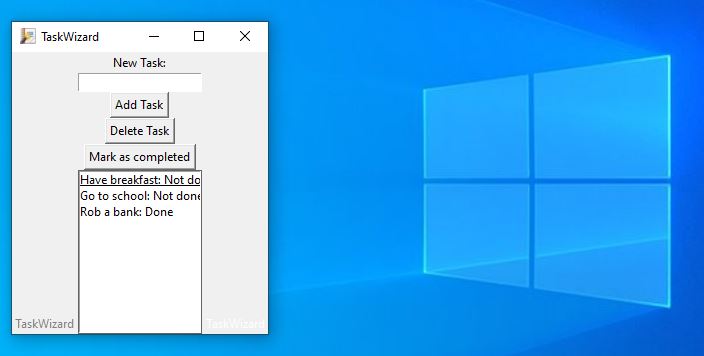 TaskWizard
New Task:
Add Task
Delete Task
Mark as completed
Have breakfast: Not do
Go to school: Not done
Rob a bank: Done
TaskWizard
TaskWizard